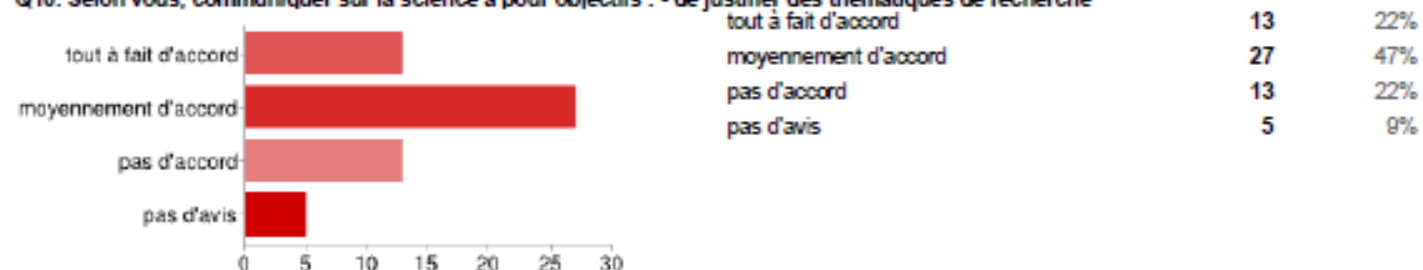 Q10. Selon vous, communiquer sur la science a pour objectifs : - de justifier des thématiques de recherche
tout à fait d'accord
moyennement d'accord
pas d'accord
pas d'avis
0 5 10 15 20 25 30
tout à fait d'accord 13 22%
moyennement d'accord 27 47%
pas d'accord 13 22%
pas d'avis 5 9%